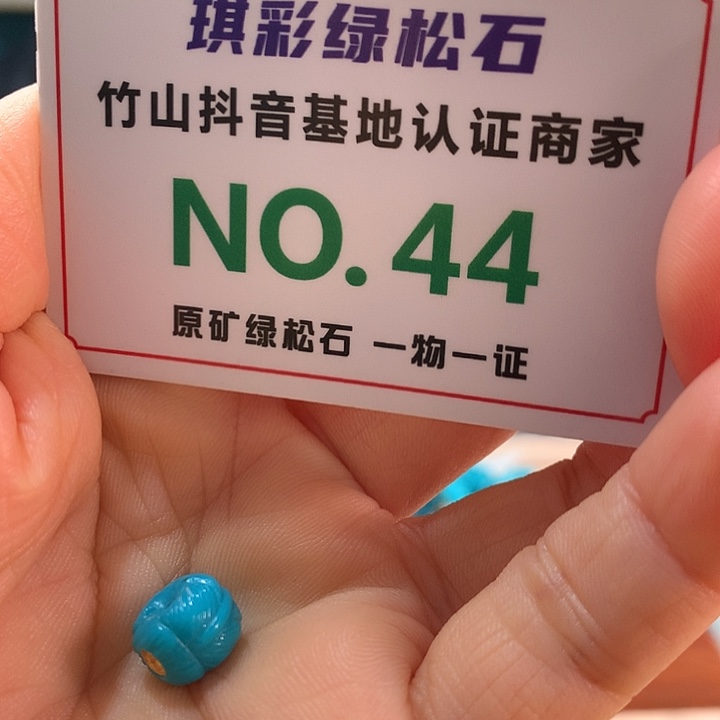 琪彩绿松石
竹山抖音基地认证商家
NO.44
原矿绿松石 一物一证